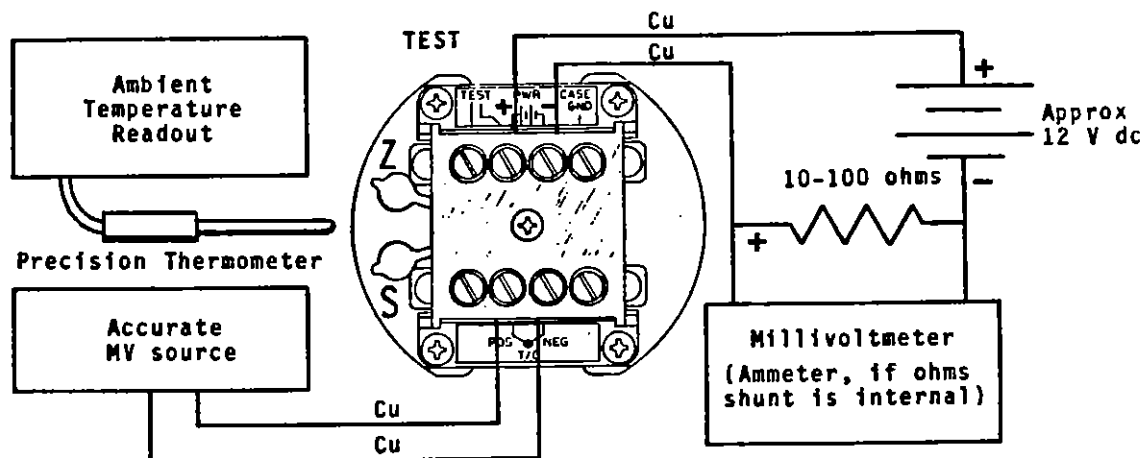 TEST
Cu
Cu
Ambient
Temperature
Readout
TEST
+
PWR
-
CASE
GND
Z
+
Approx
12 V dc
-
10-100 ohms
+
Precision Thermometer
S
Accurate
MV source
POS
NEG
T/C
Millivoltmeter
(Ammeter, if ohms
shunt is internal)
Cu
Cu